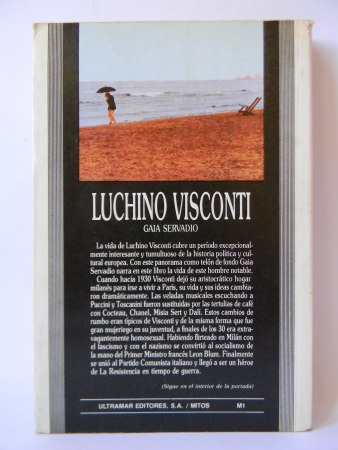 LUCHINO VISCONTI
GAIA SERVADIO
La vida de Luchino Visconti cubre un período excepcional-
mente interesante y tumultuoso de la historia política y cul-
tural europea. Con este panorama como telón de fondo Gaia
Servadio narra en este libro la vida de este hombre notable.
Cuando hacia 1930 Visconti dejó su aristocrático hogar
milanés para irse a vivir a París, su vida y sus ideas cambia-
ron dramáticamente. Las veladas musicales escuchando a
Puccini y Toscanini fueron sustituidas por las tertulias de café
con Cocteau, Chanel, Misia Sert y Dalí. Estos cambios de
rumbo eran típicos de Visconti y de la misma forma que fue
gran mujeriego en su juventud, a finales de los 30 era extra-
vagantemente homosexual. Habiendo flirteado en Milán con
el fascismo y con el nazismo se convirtió al socialismo de
la mano del Primer Ministro francés Leon Blum. Finalmente
se unió al Partido Comunista italiano y llegó a ser un héroe
de La Resistencia en tiempo de guerra.
(Sigue en el interior de la portada)
ULTRAMAR EDITORES, S.A. / MITOS M1